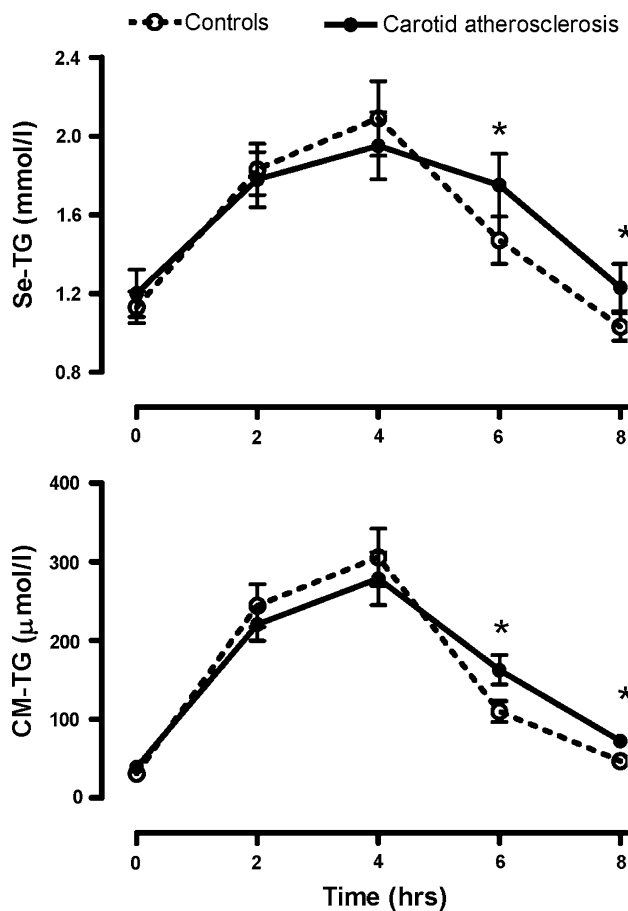 Controls Carotid atherosclerosis
Se-TG (mmol/l)
2.4
2.0
1.6
1.2
0.8
*
*
0 2 4 6 8
CM-TG (μmol/l)
400
300
200
100
0
*
*
0 2 4 6 8
Time (hrs)